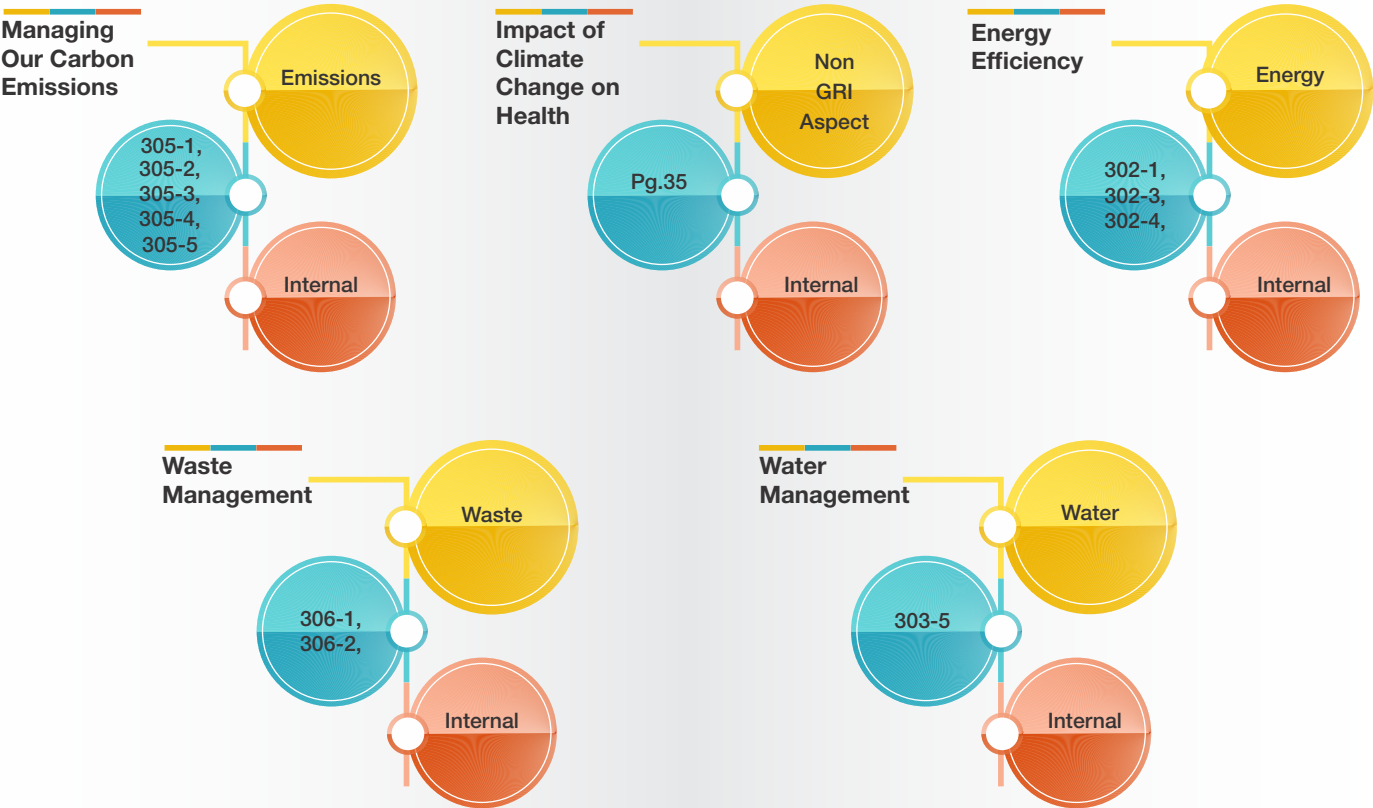 Managing
Our Carbon
Emissions
Emissions
305-1,
305-2,
305-3,
305-4,
305-5
Internal
Impact of
Climate
Change on
Health
Non
GRI
Aspect
Pg.35
Internal
Energy
Efficiency
Energy
302-1,
302-3,
302-4,
Internal
Waste
Management
Waste
306-1,
306-2,
Internal
Water
Management
Water
303-5
Internal